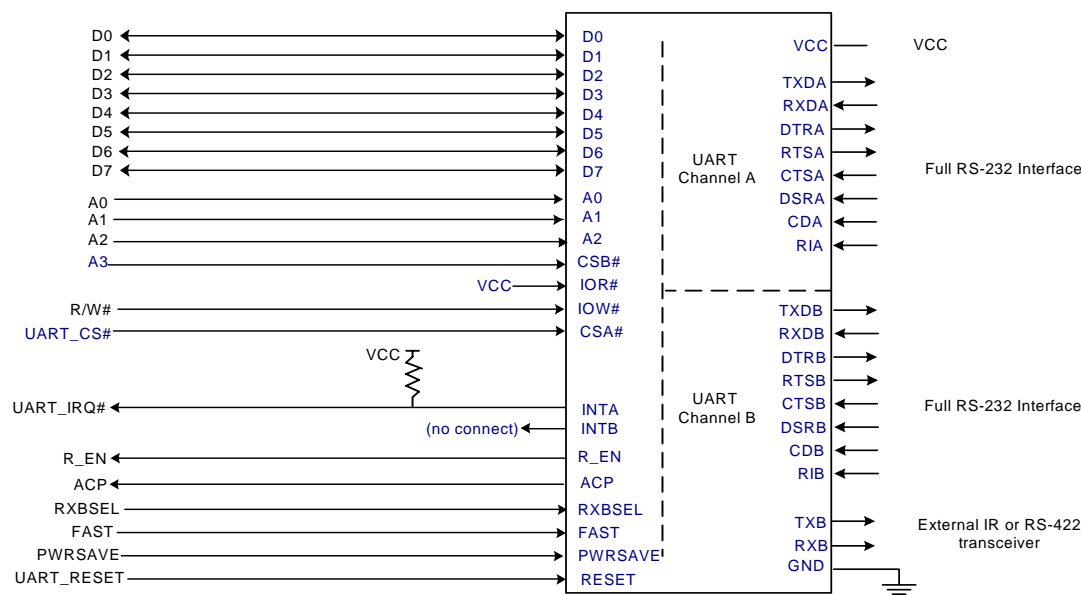 D0 D0
D1 D1
D2 D2
D3 D3
D4 D4
D5 D5
D6 D6
D7 D7
A0 A0
A1 A1
A2 A2
A3 CSB#
VCC IOR#
R/W# IOW#
UART_CS# CSA#
VCC
UART_IRQ# INTA
(no connect) INTB
R_EN R_EN
ACP ACP
RXBSEL RXBSEL
FAST FAST
PWRSAVE PWRSAVE
UART_RESET RESET
UART
Channel A
UART
Channel B
VCC VCC
TXDA
RXDA
DTRA
RTSA
CTSA
DSRA
CDA
RIA
Full RS-232 Interface
TXDB
RXDB
DTRB
RTSB
CTSB
DSRB
CDB
RIB
Full RS-232 Interface
TXB
RXB
External IR or RS-422
transceiver
GND